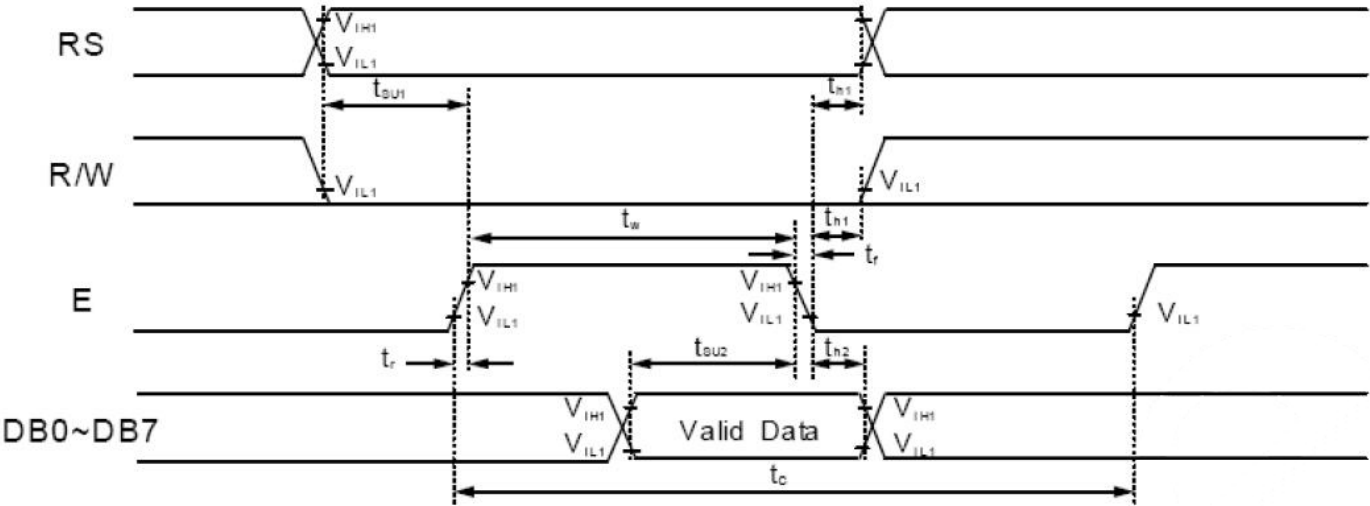 RS
V_IH1
V_IL1
t_SU1
t_h1
R/W
V_IL1
V_IL1
t_w
t_h1
t_f
E
V_IH1
V_IH1
V_IL1
V_IL1
V_IL1
t_r
t_SU2
t_h2
DB0~DB7
V_IH1
V_IH1
Valid Data
V_IL1
V_IL1
t_C